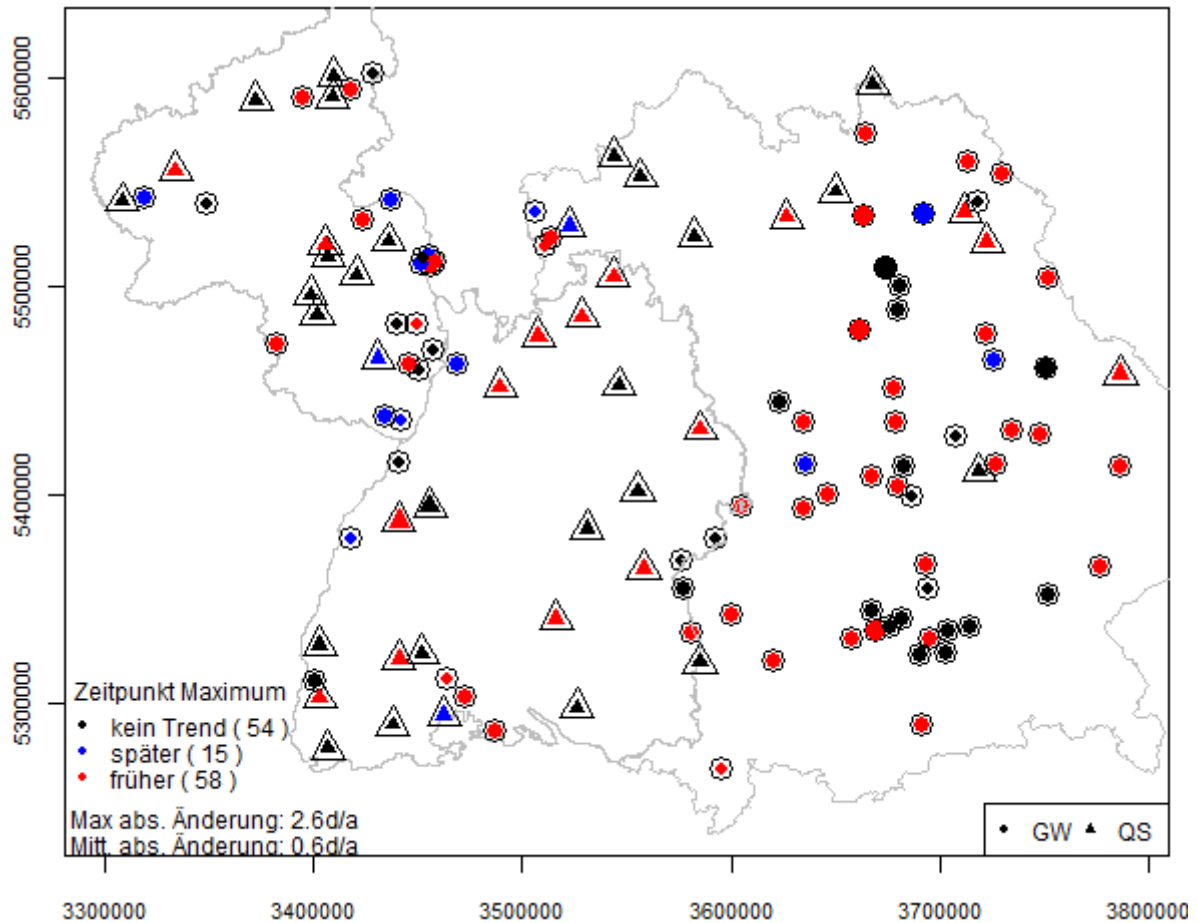 5600000
5500000
5400000
5300000
Zeitpunkt Maximum
kein Trend ( 54 )
später ( 15 )
früher ( 58 )
Max abs. Änderung: 2.6d/a
Mitt. abs. Änderung: 0.6d/a
GW QS
3300000 3400000 3500000 3600000 3700000 3800000